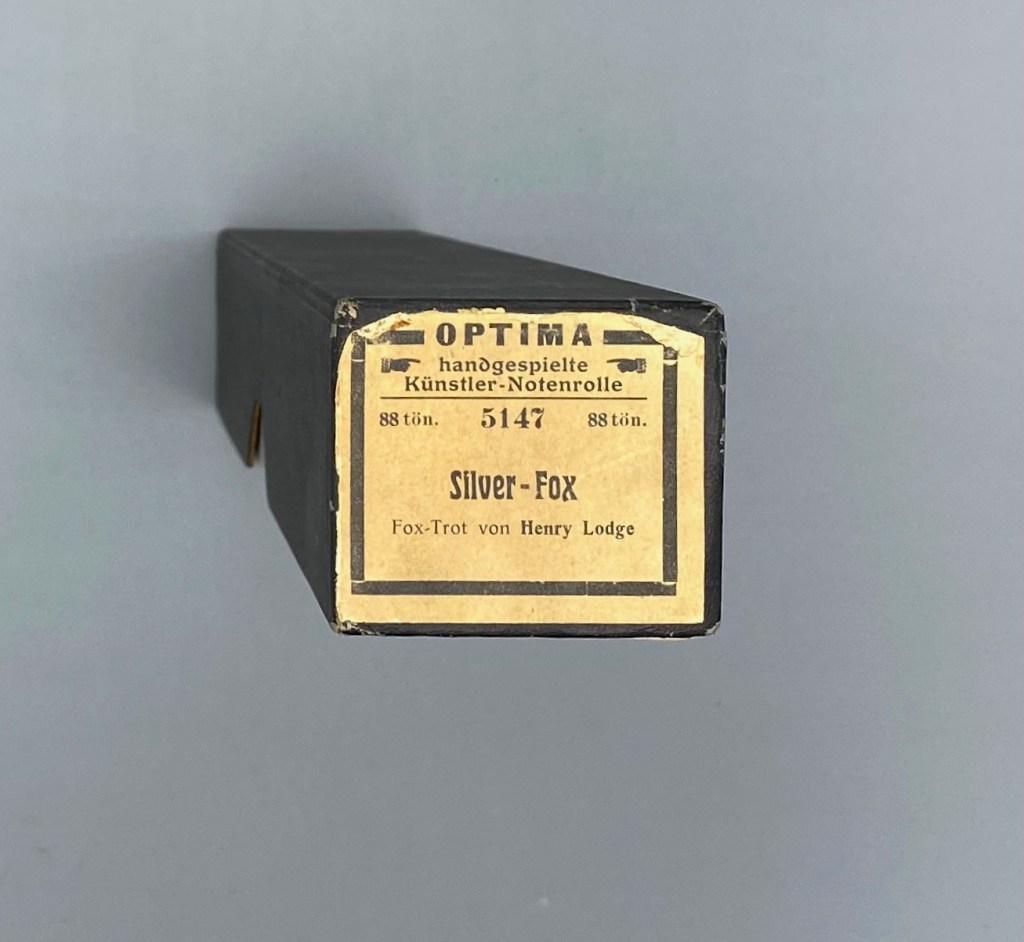 OPTIMA
handgespielte
Künstler-Notenrolle
88 tön. 5147 88 tön.
Silver-Fox
Fox-Trot von Henry Lodge